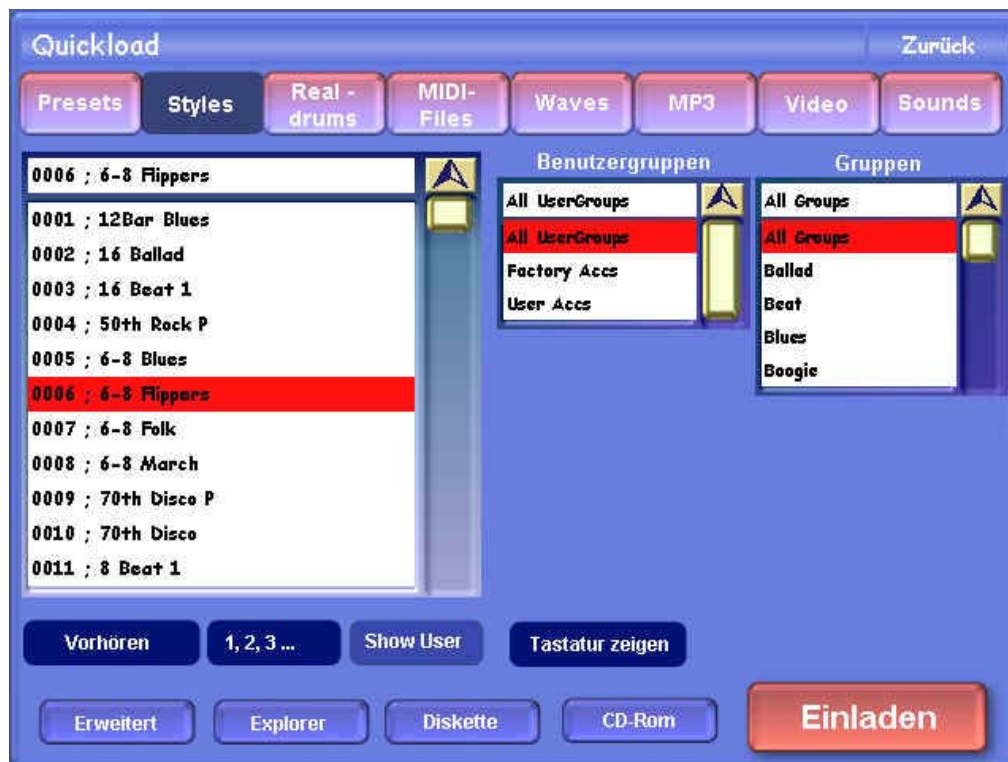 Quickload
Zurück
Presets
Styles
Real -
drums
MIDI-
Files
Waves
MP3
Video
Sounds
0006 ; 6-8 Flippers
0001 ; 12Bar Blues
0002 ; 16 Ballad
0003 ; 16 Beat 1
0004 ; 50th Rock P
0005 ; 6-8 Blues
0006 ; 6-8 Flippers
0007 ; 6-8 Folk
0008 ; 6-8 March
0009 ; 70th Disco P
0010 ; 70th Disco
0011 ; 8 Beat 1
Benutzergruppen
All UserGroups
All UserGroups
Factory Accs
User Accs
Gruppen
All Groups
All Groups
Ballad
Beat
Blues
Boogie
Vorhören
1, 2, 3 ...
Show User
Tastatur zeigen
Erweitert
Explorer
Diskette
CD-Rom
Einladen